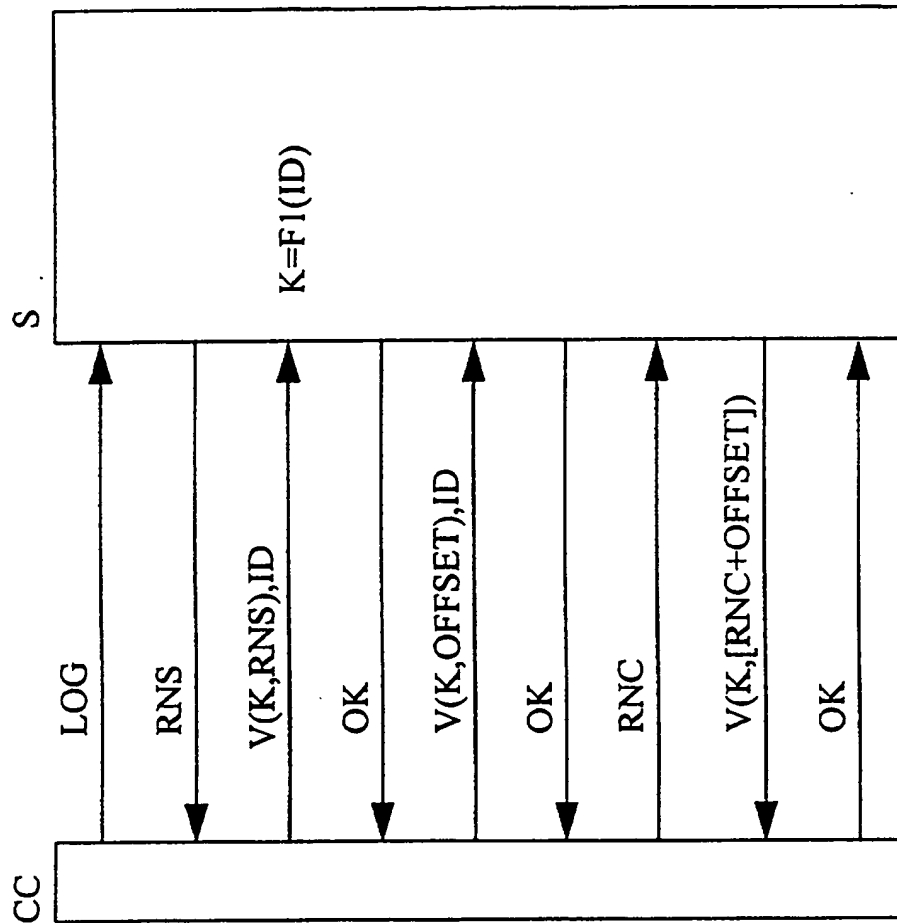 CC
S
LOG
RNS
V(K,RNS),ID
K=F1(ID)
OK
V(K,OFFSET),ID
OK
RNC
V(K,[RNC+OFFSET])
OK